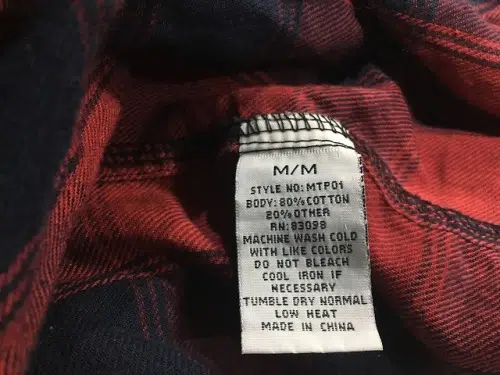 M/M
STYLE NO: MTP01
BODY: 80% COTTON
20% OTHER
RN: 83098
MACHINE WASH COLD
WITH LIKE COLORS
DO NOT BLEACH
COOL IRON IF
NECESSARY
TUMBLE DRY NORMAL
LOW HEAT
MADE IN CHINA